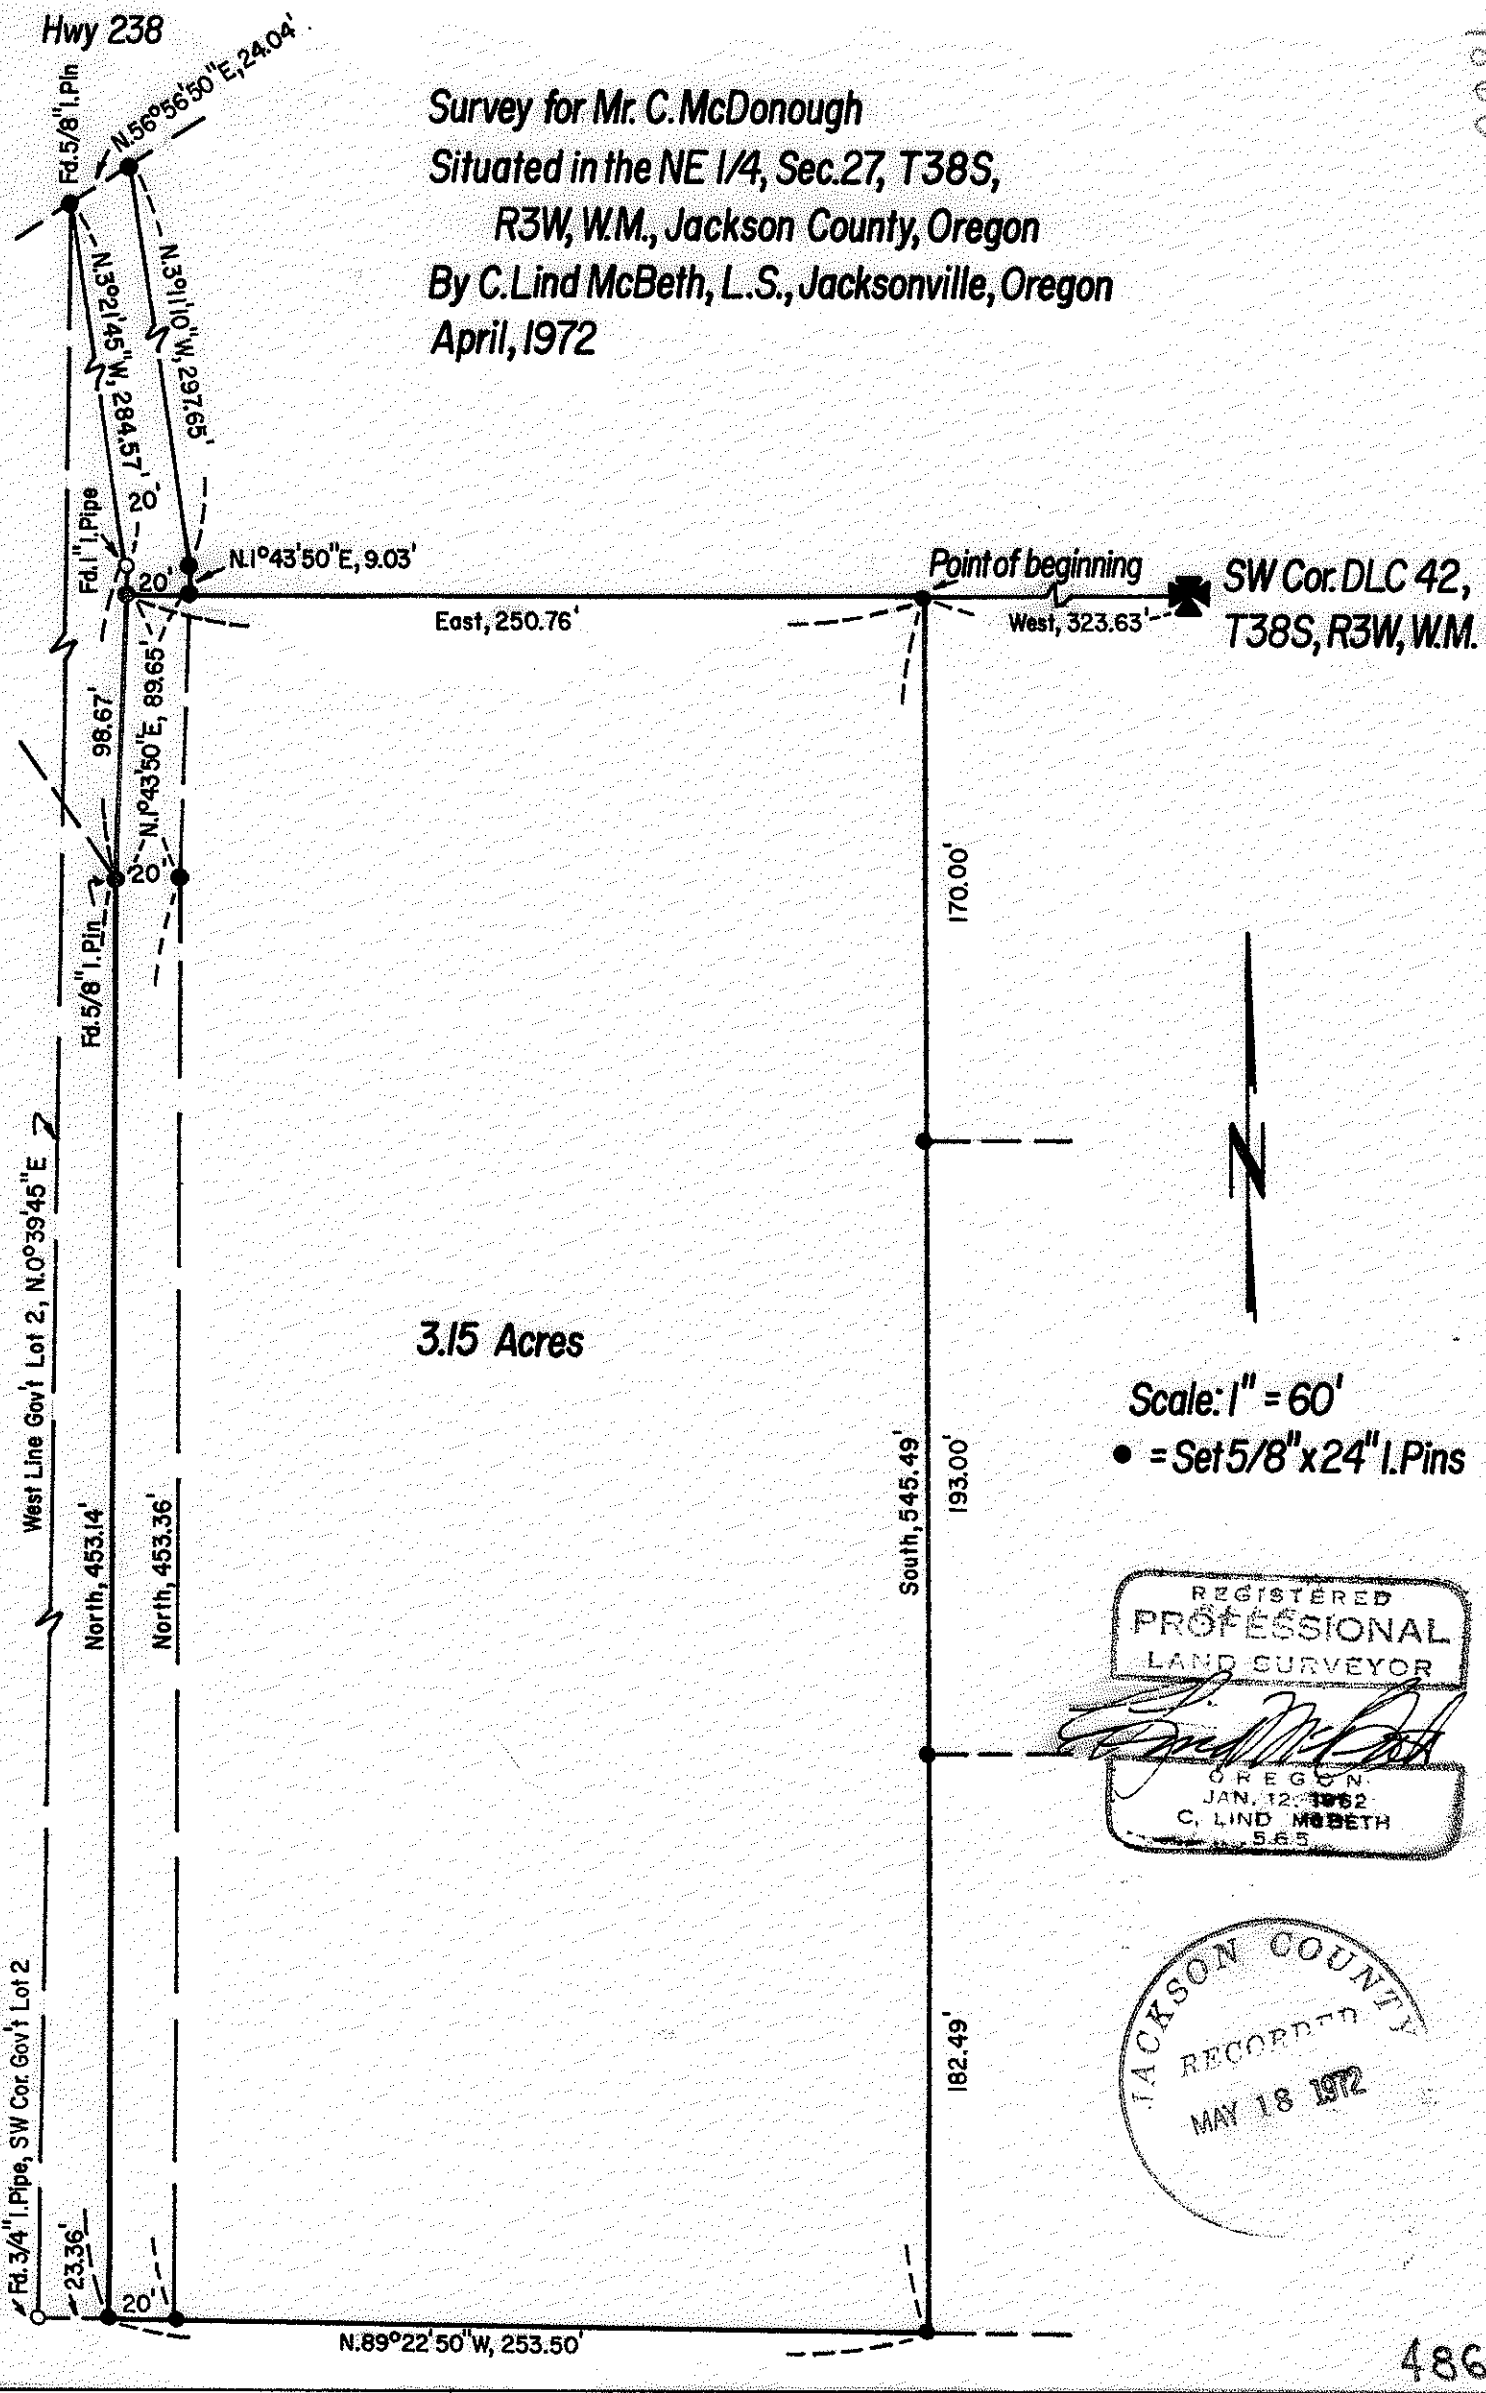 Hwy 238
Fd. 5/8" I.Pin
N.56°56'50"E, 24.04'
Survey for Mr. C. McDonough
Situated in the NE 1/4, Sec. 27, T38S,
R3W, W.M., Jackson County, Oregon
By C. Lind McBeth, L.S., Jacksonville, Oregon
April, 1972
N.3°21'45"W, 284.57'
N.3°11'10"W, 297.65'
20'
Fd. 1" I.Pipe
N.1°43'50"E, 9.03'
20'
East, 250.76'
Point of beginning
West, 323.63'
SW Cor. DLC 42,
T38S, R3W, W.M.
98.67'
N.1°43'50"E, 89.65'
20'
Fd. 5/8" I.Pin
170.00'
N
West Line Gov't Lot 2, N.0°39'45"E
3.15 Acres
Scale: 1" = 60'
= Set 5/8" x 24" I.Pins
North, 453.14'
North, 453.36'
South, 545.49'
193.00'
REGISTERED
PROFESSIONAL
LAND SURVEYOR
C. Lind McBeth
OREGON
JAN. 12, 1962
C. LIND McBETH
565
JACKSON COUNTY
RECORDED
MAY 18 1972
182.49'
Fd. 3/4" I.Pipe, SW Cor. Gov't Lot 2
23.36'
20'
N.89°22'50"W, 253.50'
486